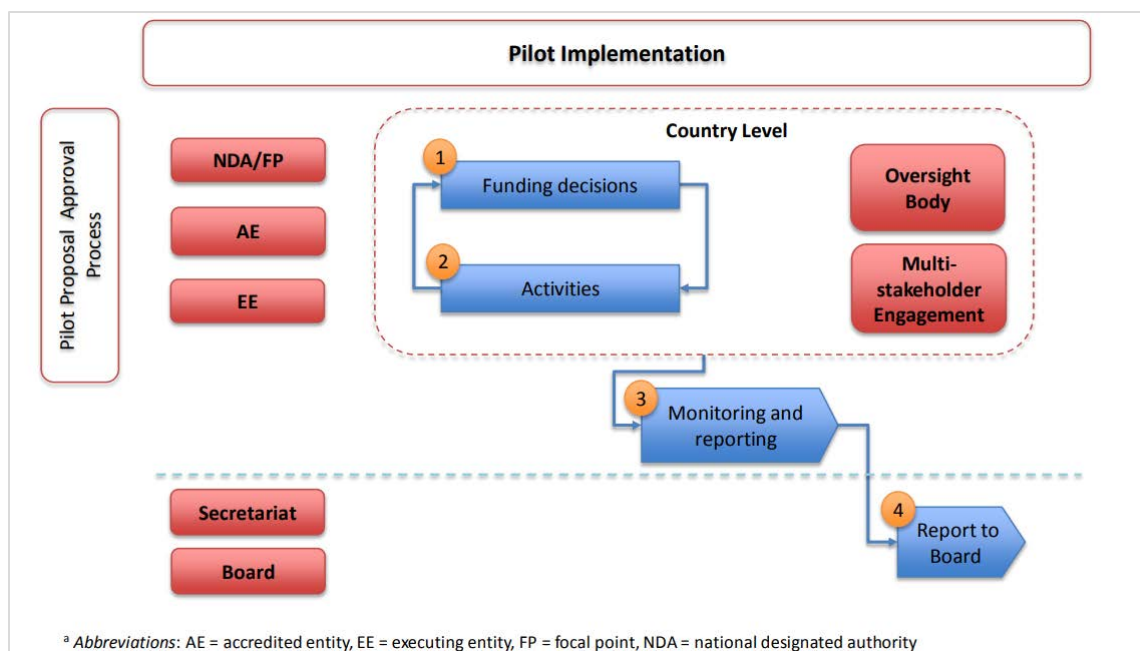 Pilot Implementation
Pilot Proposal Approval
Process
NDA/FP
AE
EE
Country Level
1
Funding decisions
2
Activities
Oversight
Body
Multi-
stakeholder
Engagement
3
Monitoring and
reporting
Secretariat
Board
4
Report to
Board
a Abbreviations: AE = accredited entity, EE = executing entity, FP = focal point, NDA = national designated authority